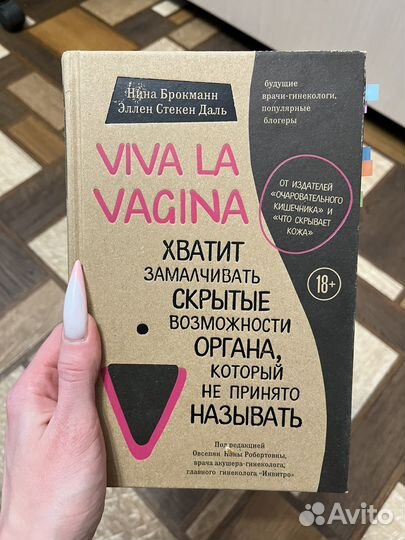 Нина Брокманн
Эллен Стекен Даль
будущие
врачи-гинекологи,
популярные
блогеры
VIVA LA
VAGINA
ОТ ИЗДАТЕЛЕЙ
«ОЧАРОВАТЕЛЬНОГО
КИШЕЧНИКА» И
«ЧТО СКРЫВАЕТ
КОЖА»
18+
ХВАТИТ
ЗАМАЛЧИВАТЬ
СКРЫТЫЕ
ВОЗМОЖНОСТИ
ОРГАНА,
КОТОРЫЙ
НЕ ПРИНЯТО
НАЗЫВАТЬ
Под редакцией
Овсепян Нэны Робертовны,
врача акушера-гинеколога,
главного гинеколога «Инвитро»
Avito